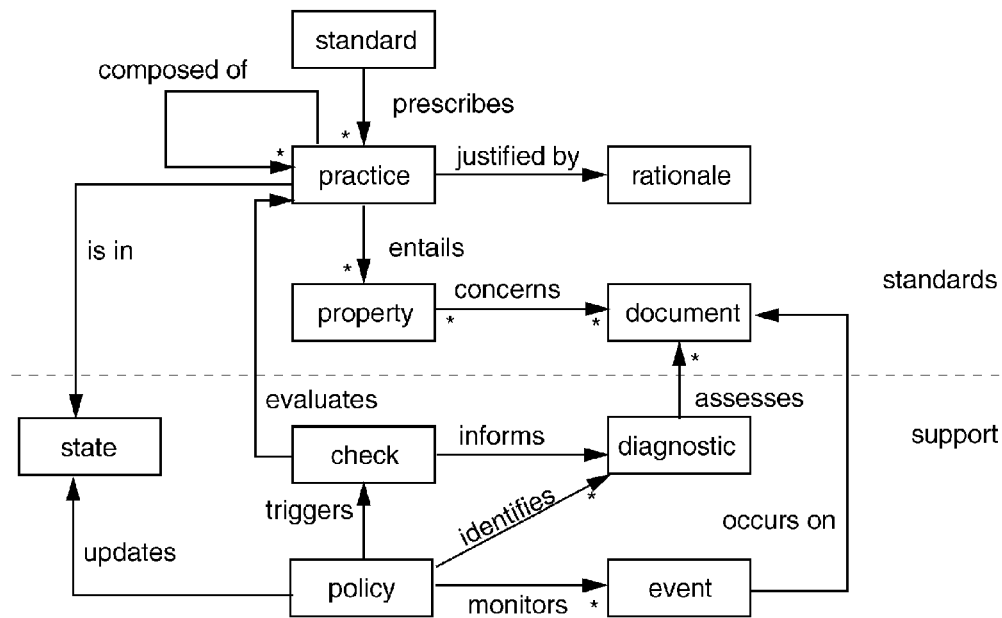 standard
composed of
prescribes
*
*
practice
justified by
rationale
is in
entails
*
standards
property
concerns
*
*
document
*
evaluates
assesses
state
check
informs
diagnostic
support
triggers
identifies
*
occurs on
updates
policy
monitors
*
event